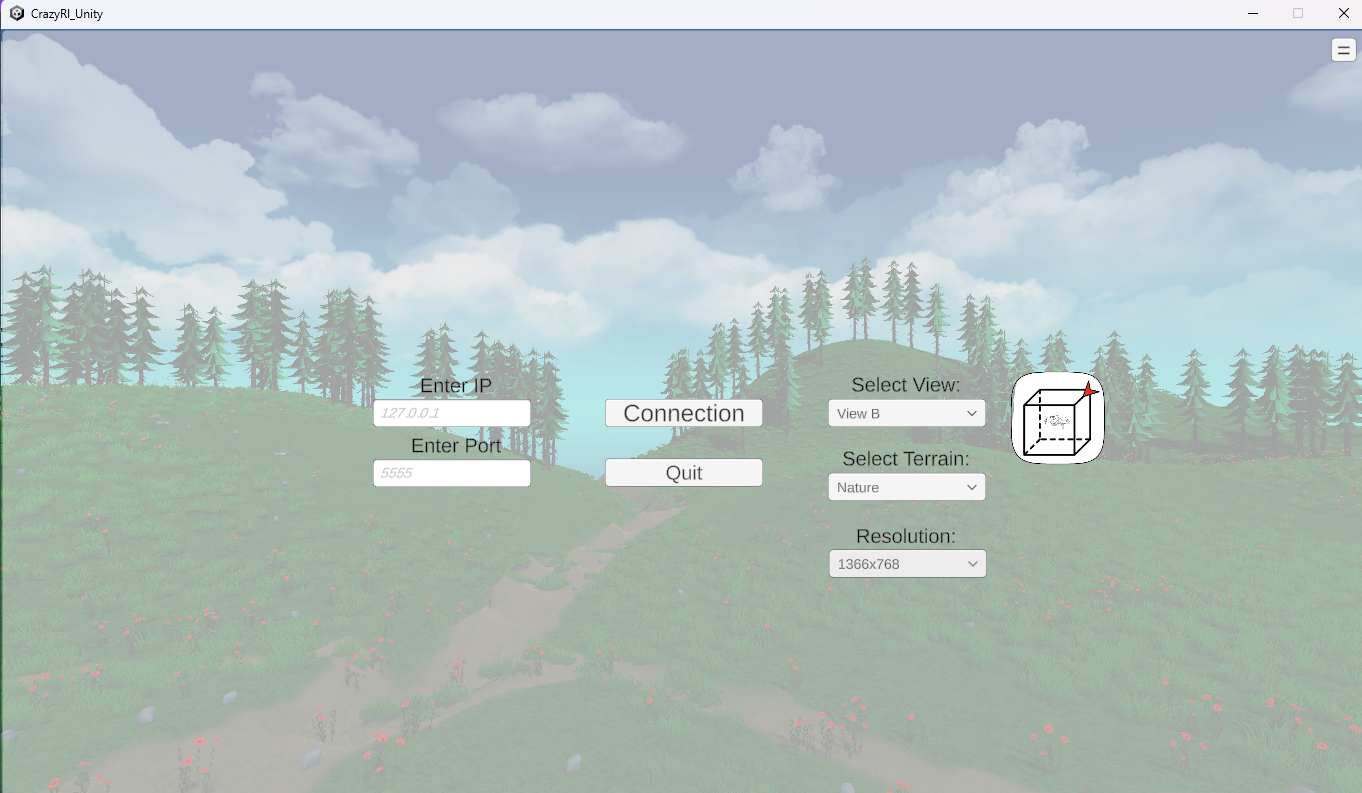 CrazyRl_Unity
Enter IP
127.0.0.1
Enter Port
5555
Connection
Quit
Select View:
View B
Select Terrain:
Nature
Resolution:
1366x768